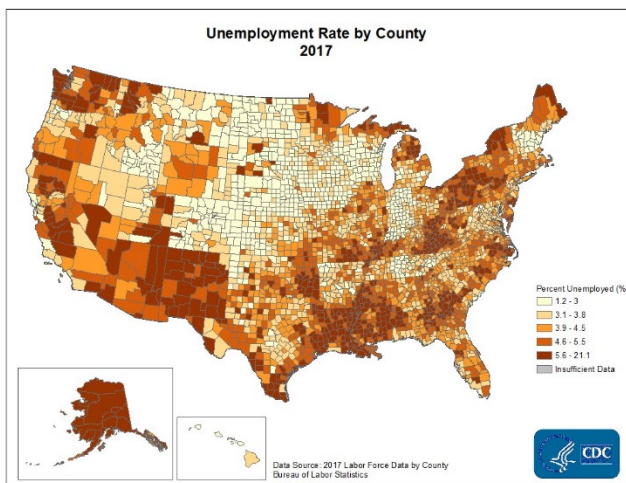 Unemployment Rate by County
2017
Percent Unemployed (%
1.2 - 3
3.1 - 3.8
3.9 - 4.5
4.6 - 5.5
5.6 - 21.1
Insufficient Data
Data Source: 2017 Labor Force Data by County
Bureau of Labor Statistics
CDC